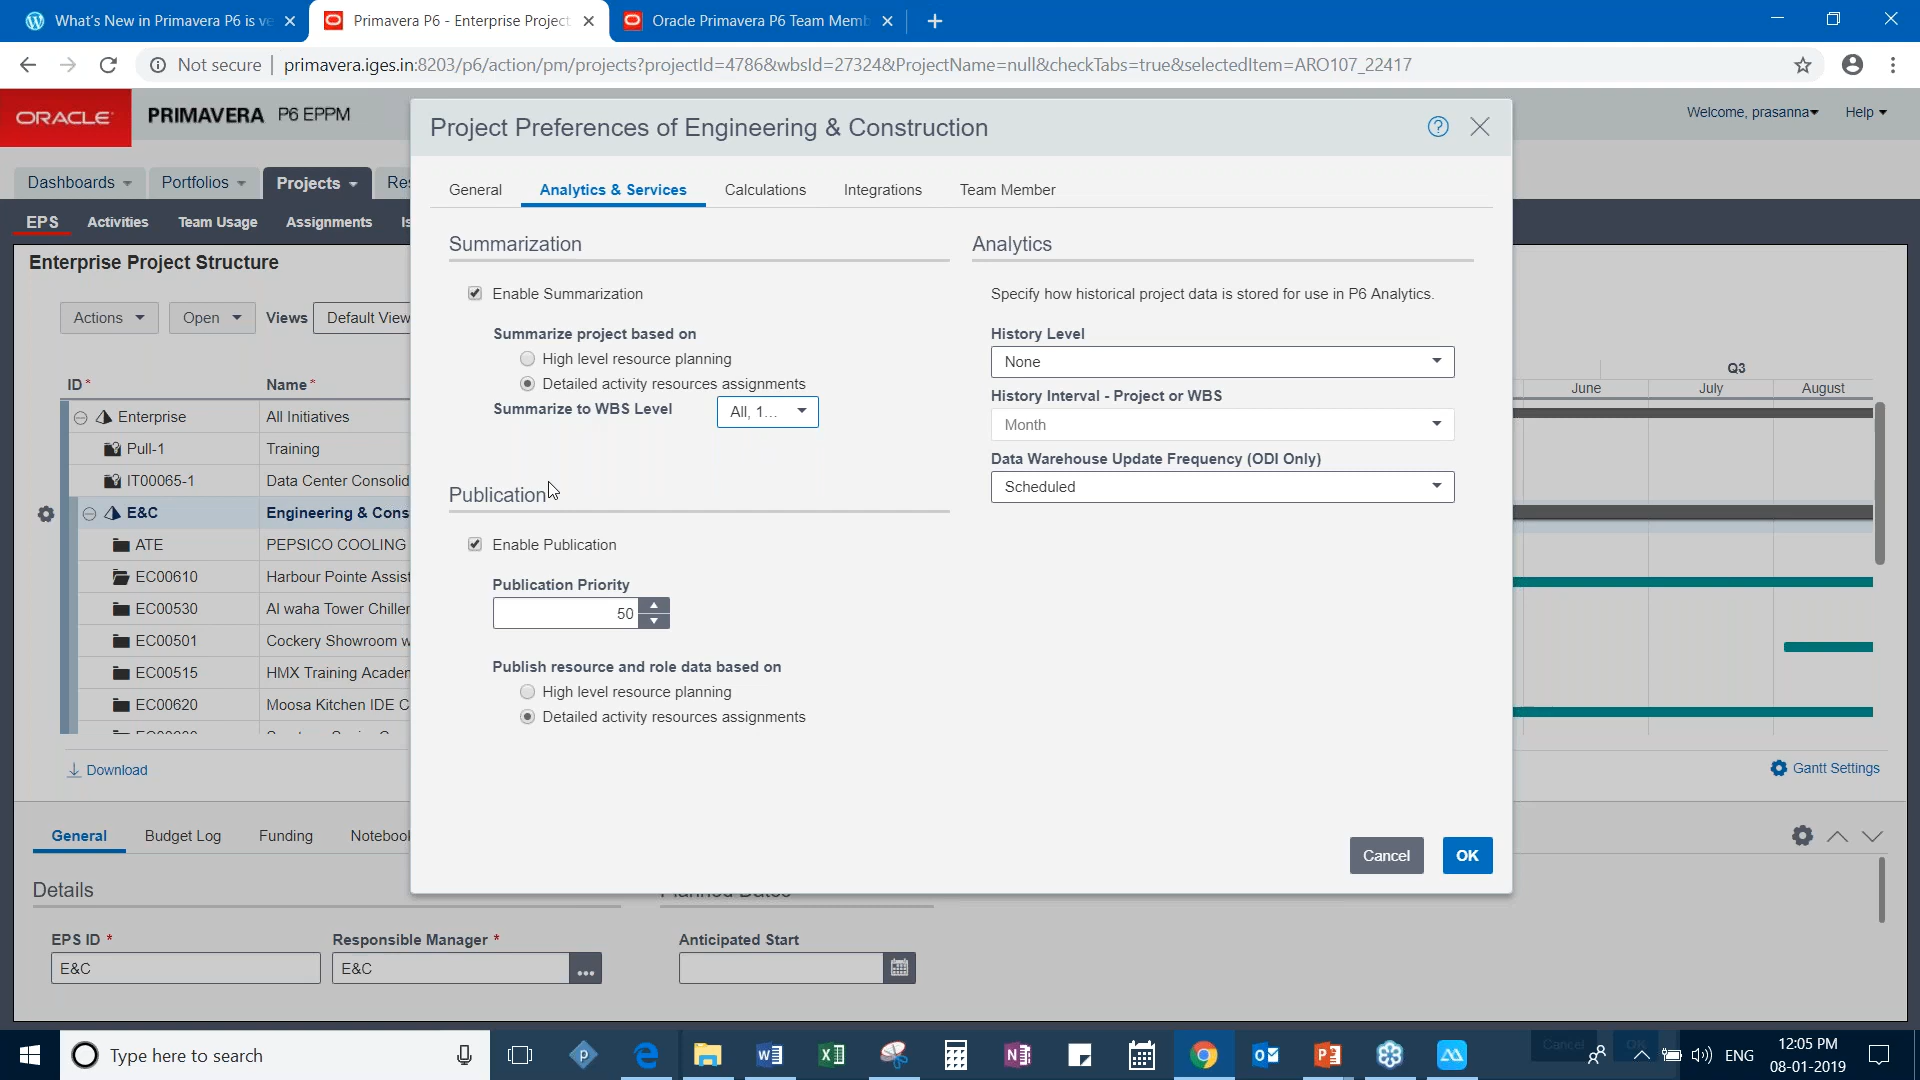 What's New in Primavera P6 is ve
Primavera P6 - Enterprise Project
Oracle Primavera P6 Team Memb
Not secure
primavera.iges.in:8203/p6/action/pm/projects?projectId=4786&wbsId=27324&ProjectName=null&checkTabs=true&selectedItem=ARO107_22417
ORACLE
PRIMAVERA P6 EPPM
Welcome, prasanna
Help
Project Preferences of Engineering & Construction
Dashboards
Portfolios
Projects
Res
General
Analytics & Services
Calculations
Integrations
Team Member
EPS
Activities
Team Usage
Assignments
Is
Enterprise Project Structure
Actions
Open
Views
Default View
ID*
Name*
Enterprise All Initiatives
Pull-1 Training
IT00065-1 Data Center Consolid
E&C Engineering & Cons
ATE PEPSICO COOLING
EC00610 Harbour Pointe Assist
EC00530 Al waha Tower Chiller
EC00501 Cockery Showroom w
EC00515 HMX Training Academ
EC00620 Moosa Kitchen IDE C
Download
Summarization
Enable Summarization
Summarize project based on
High level resource planning
Detailed activity resources assignments
Summarize to WBS Level
All, 1...
Publication
Enable Publication
Publication Priority
50
Publish resource and role data based on
High level resource planning
Detailed activity resources assignments
Analytics
Specify how historical project data is stored for use in P6 Analytics.
History Level
None
History Interval - Project or WBS
Month
Data Warehouse Update Frequency (ODI Only)
Scheduled
Cancel
OK
Q3
June
July
August
Gantt Settings
General
Budget Log
Funding
Notebook
Details
Planned Dates
EPS ID *
E&C
Responsible Manager *
E&C
...
Anticipated Start
Type here to search
Cancel
OK
ENG
12:05 PM
08-01-2019